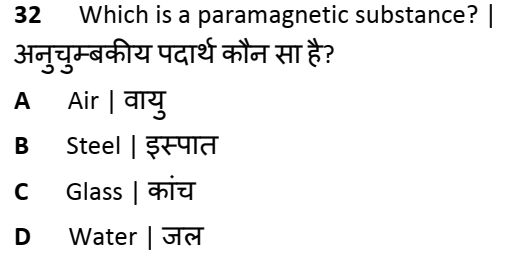 32 Which is a paramagnetic substance? |
अनुचुम्बकीय पदार्थ कौन सा है?
A Air | वायु
B Steel | इस्पात
C Glass | कांच
D Water | जल